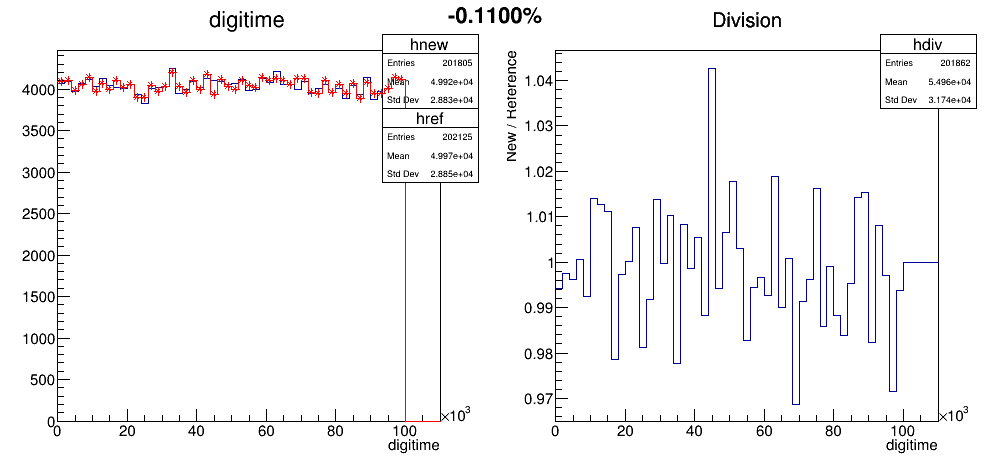 digitime
-0.1100%
Division
hnew
Entries 201805
Mean 4.992e+04
Std Dev 2.883e+04
href
Entries 202125
Mean 4.997e+04
Std Dev 2.885e+04
4000
3500
3000
2500
2000
1500
1000
500
0
0 20 40 60 80 100
×10³
digitime
hdiv
Entries 201862
Mean 5.496e+04
Std Dev 3.174e+04
New / Reference
1.04
1.03
1.02
1.01
1
0.99
0.98
0.97
0 20 40 60 80 100
×10³
digitime